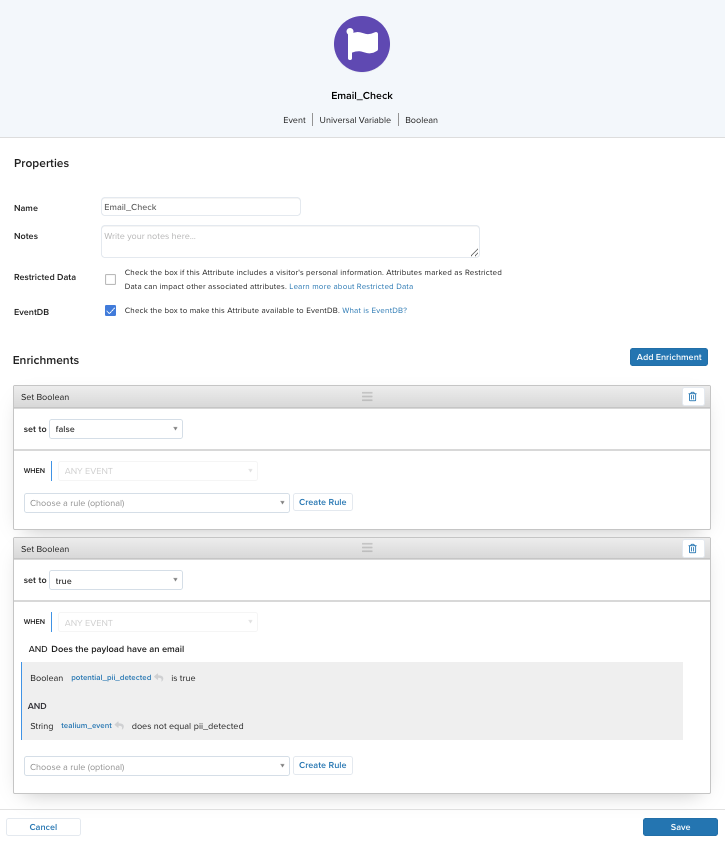 Email_Check
Event | Universal Variable | Boolean
Properties
Name
Email_Check
Notes
Write your notes here...
Restricted Data
Check the box if this Attribute includes a visitor's personal information. Attributes marked as Restricted
Data can impact other associated attributes. Learn more about Restricted Data
EventDB
Check the box to make this Attribute available to EventDB. What is EventDB?
Enrichments
Add Enrichment
Set Boolean
set to false
WHEN ANY EVENT
Choose a rule (optional) Create Rule
Set Boolean
set to true
WHEN ANY EVENT
AND Does the payload have an email
Boolean potential_pii_detected is true
AND
String tealium_event does not equal pii_detected
Choose a rule (optional) Create Rule
Cancel
Save